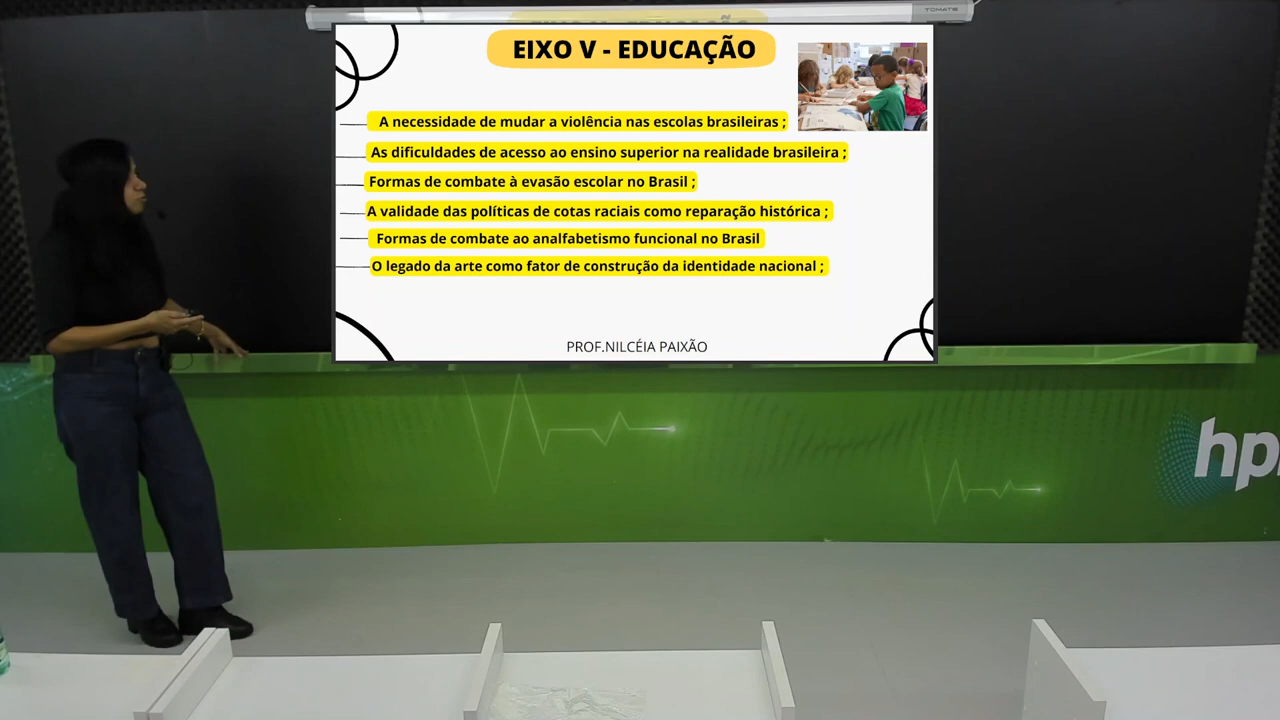 TOMATE
EIXO V - EDUCAÇÃO
A necessidade de mudar a violência nas escolas brasileiras ;
As dificuldades de acesso ao ensino superior na realidade brasileira ;
Formas de combate à evasão escolar no Brasil ;
A validade das políticas de cotas raciais como reparação histórica ;
Formas de combate ao analfabetismo funcional no Brasil
O legado da arte como fator de construção da identidade nacional ;
PROF.NILCÉIA PAIXÃO
hp